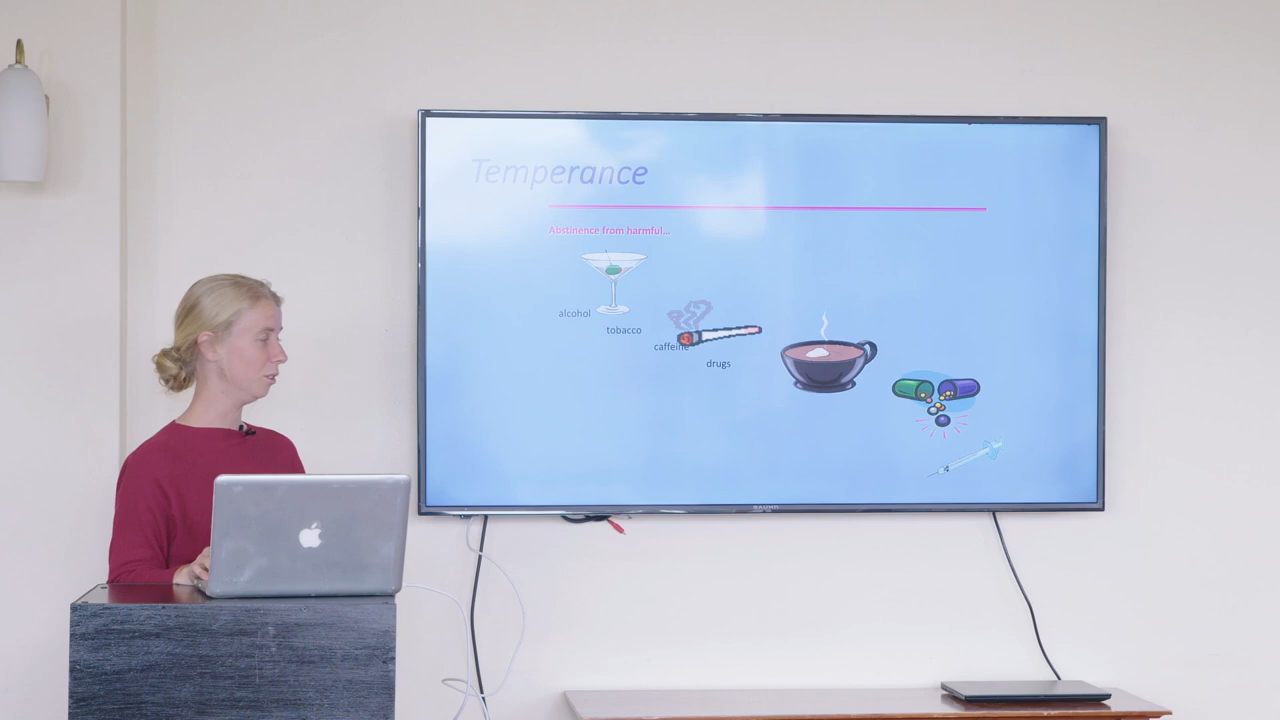 Temperance
Abstinence from harmful...
alcohol
tobacco
caffeine
drugs